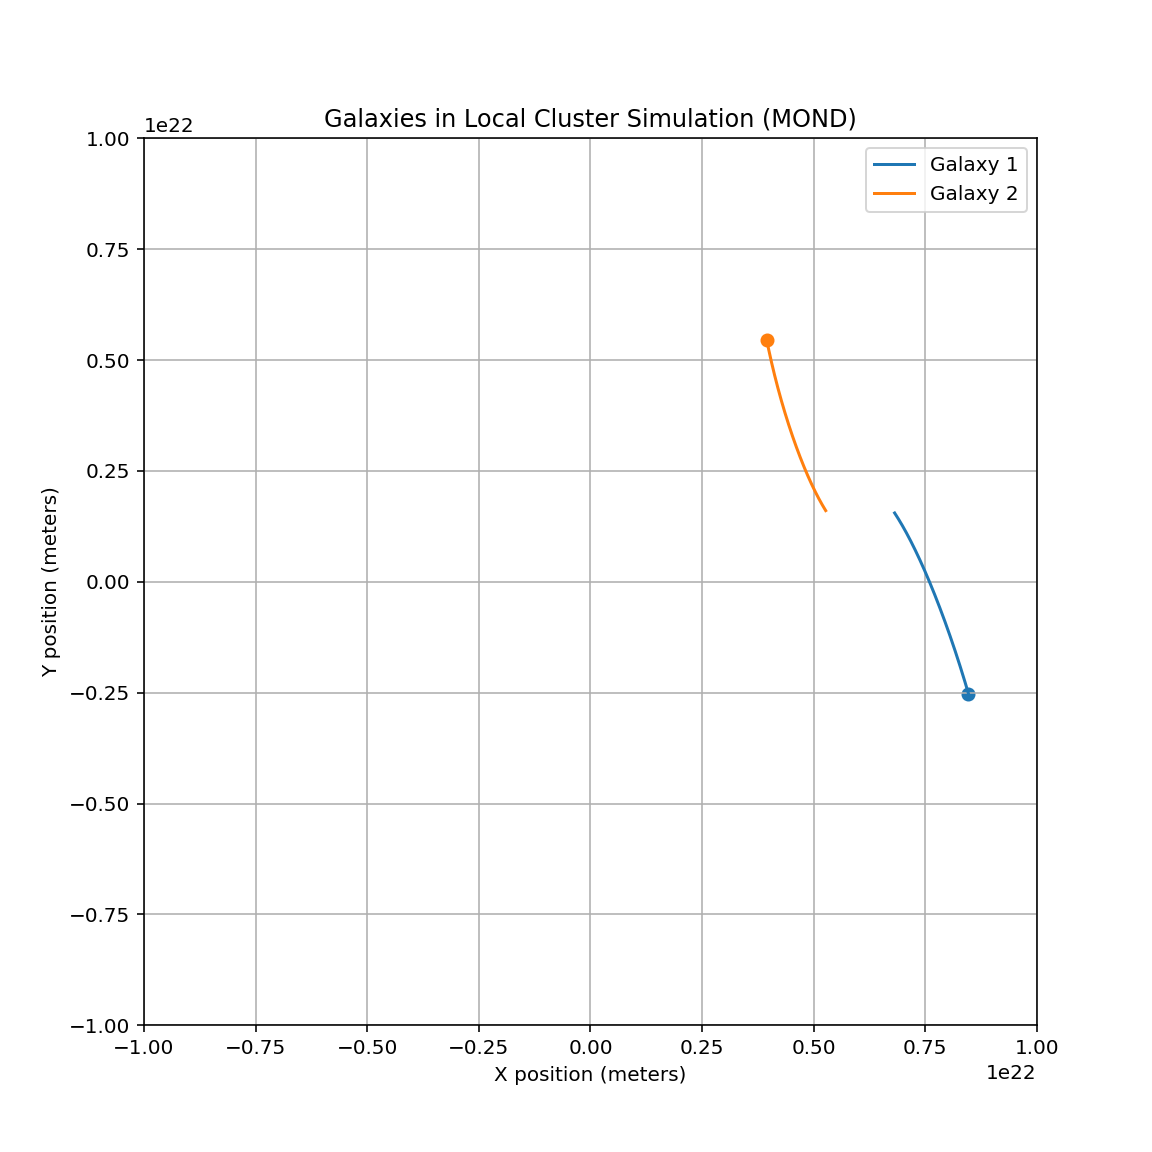 Galaxies in Local Cluster Simulation (MOND)
1e22
Galaxy 1
Galaxy 2
1.00
0.75
0.50
0.25
0.00
−0.25
−0.50
−0.75
−1.00
Y position (meters)
−1.00 −0.75 −0.50 −0.25 0.00 0.25 0.50 0.75 1.00
X position (meters)
1e22